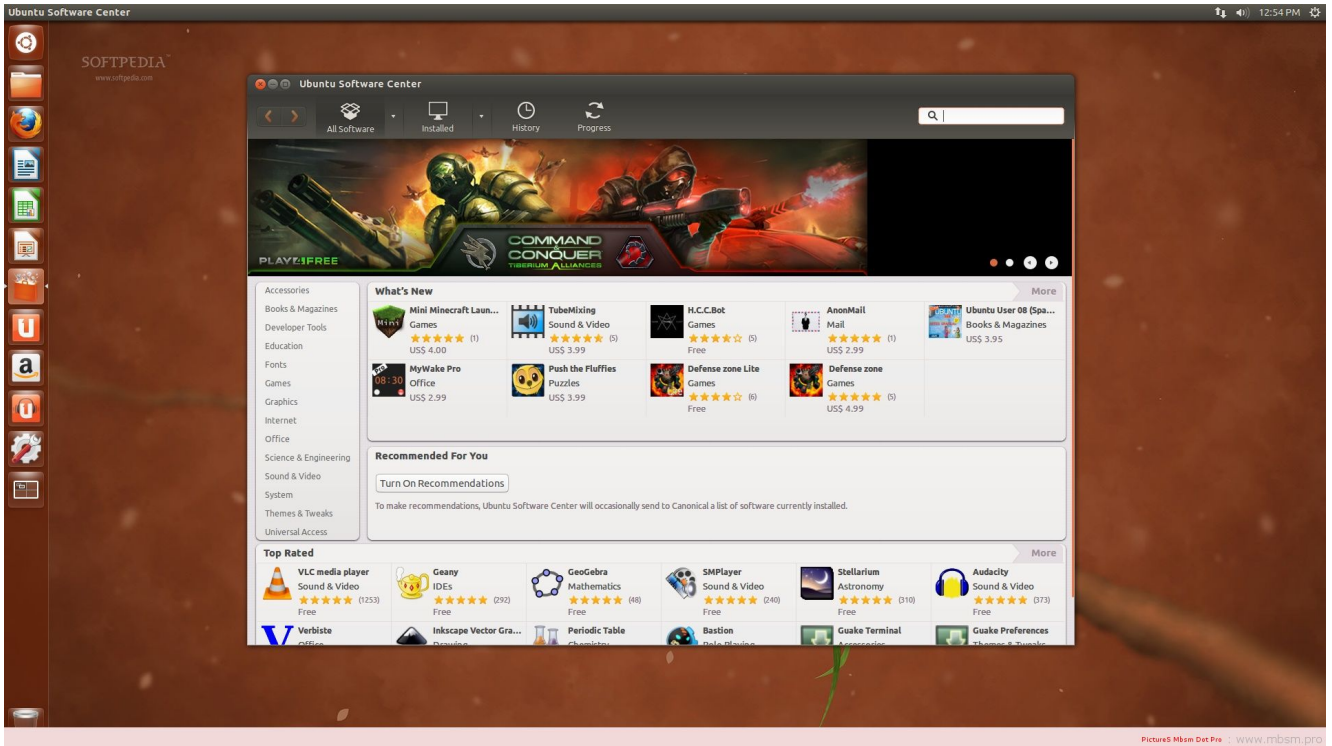 Ubuntu Software Center
12:54 PM
SOFTPEDIA
www.softpedia.com
Ubuntu Software Center
All Software
Installed
History
Progress
PLAY4FREE
COMMAND
CONQUER
TIBERIUM ALLIANCES
Accessories
Books & Magazines
Developer Tools
Education
Fonts
Games
Graphics
Internet
Office
Science & Engineering
Sound & Video
System
Themes & Tweaks
Universal Access
What's New
More
Mini Minecraft Laun...
Games
(1)
US$ 4.00
TubeMixing
Sound & Video
(5)
US$ 3.99
H.C.C.Bot
Games
(5)
Free
AnonMail
Mail
(1)
US$ 2.99
Ubuntu User 08 (Spa...
Books & Magazines
US$ 3.95
MyWake Pro
Office
US$ 2.99
Push the Fluffies
Puzzles
US$ 3.99
Defense zone Lite
Games
(6)
Free
Defense zone
Games
(5)
US$ 4.99
Recommended For You
Turn On Recommendations
To make recommendations, Ubuntu Software Center will occasionally send to Canonical a list of software currently installed.
Top Rated
More
VLC media player
Sound & Video
(1253)
Free
Geany
IDEs
(292)
Free
GeoGebra
Mathematics
(48)
Free
SMPlayer
Sound & Video
(240)
Free
Stellarium
Astronomy
(310)
Free
Audacity
Sound & Video
(373)
Free
Verbiste
Office
Inkscape Vector Gra...
Drawing
Periodic Table
Chemistry
Bastion
Role Playing
Guake Terminal
Accessories
Guake Preferences
Themes & Tweaks
PictureS Mbsm Dot Pro : www.mbsm.pro